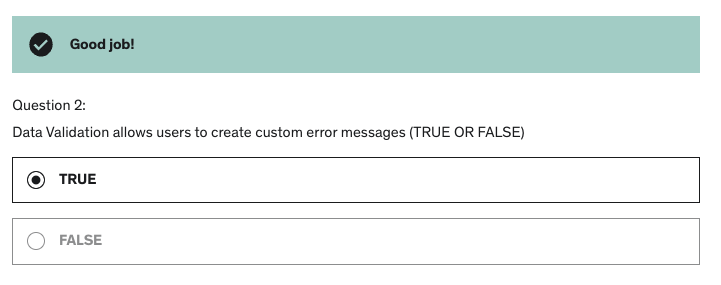 Good job!
Question 2:
Data Validation allows users to create custom error messages (TRUE OR FALSE)
TRUE
FALSE